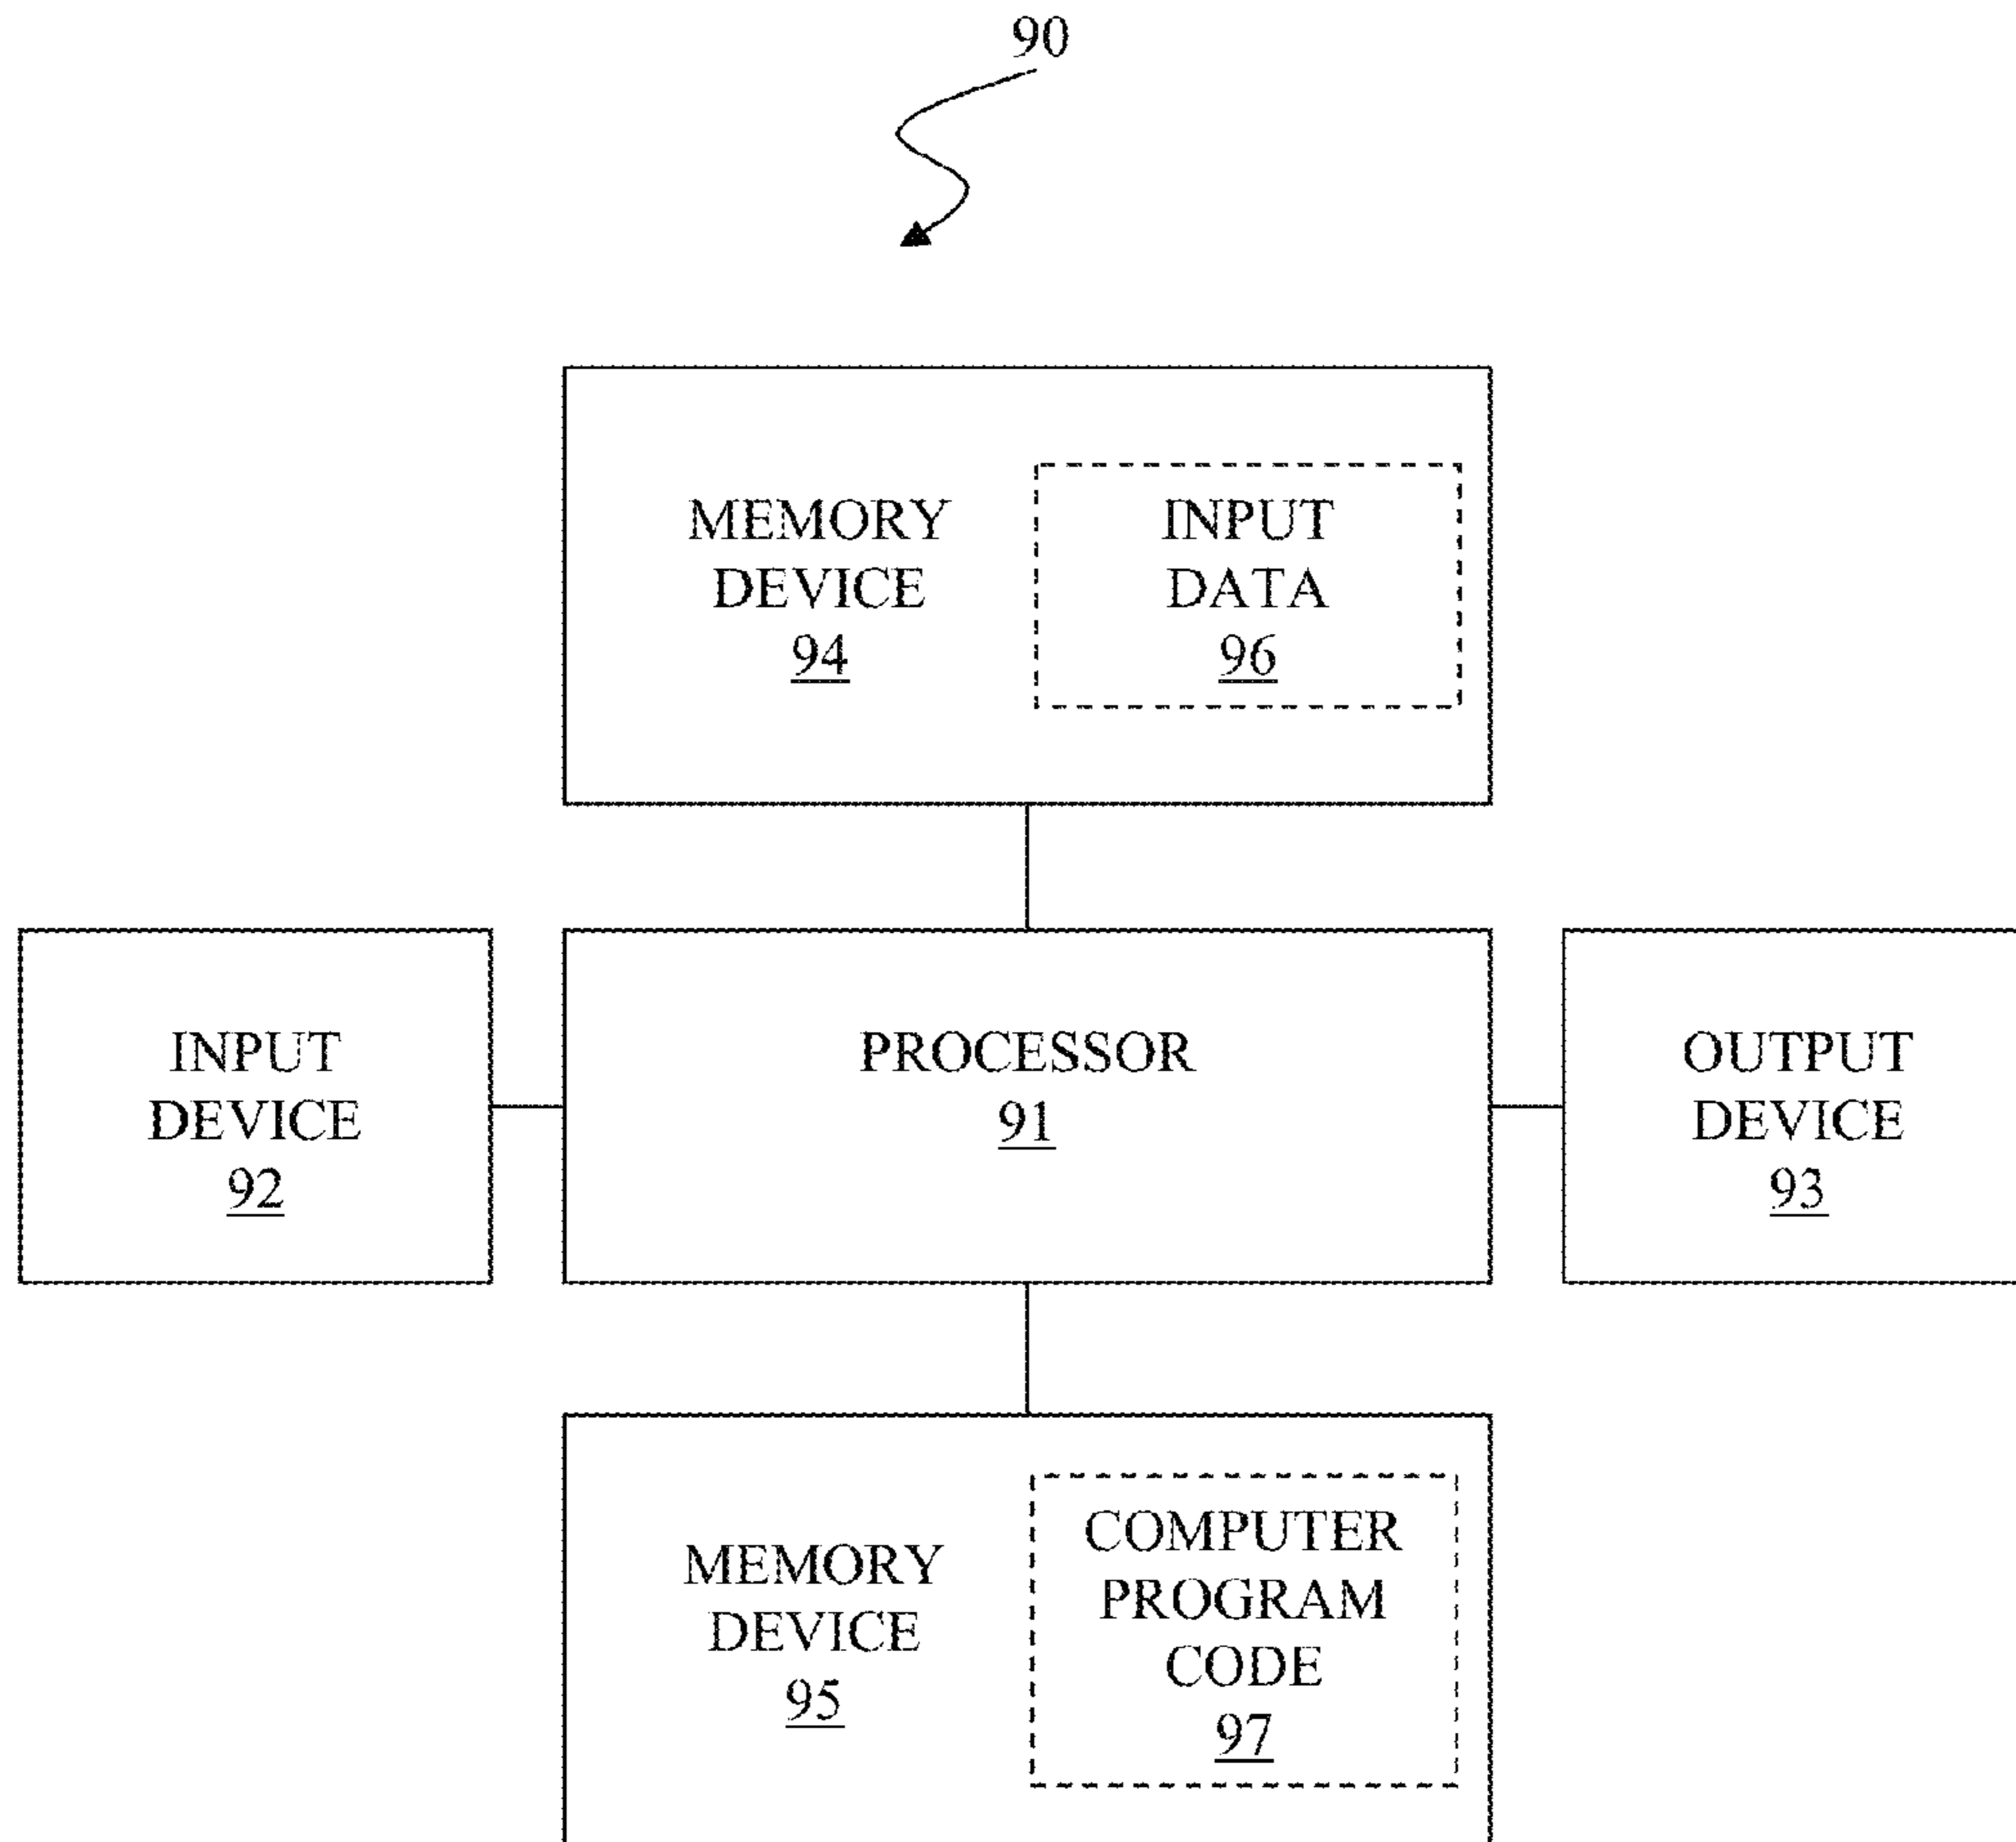 90
MEMORY
DEVICE
94
INPUT
DATA
96
INPUT
DEVICE
92
PROCESSOR
91
OUTPUT
DEVICE
93
MEMORY
DEVICE
95
COMPUTER
PROGRAM
CODE
97